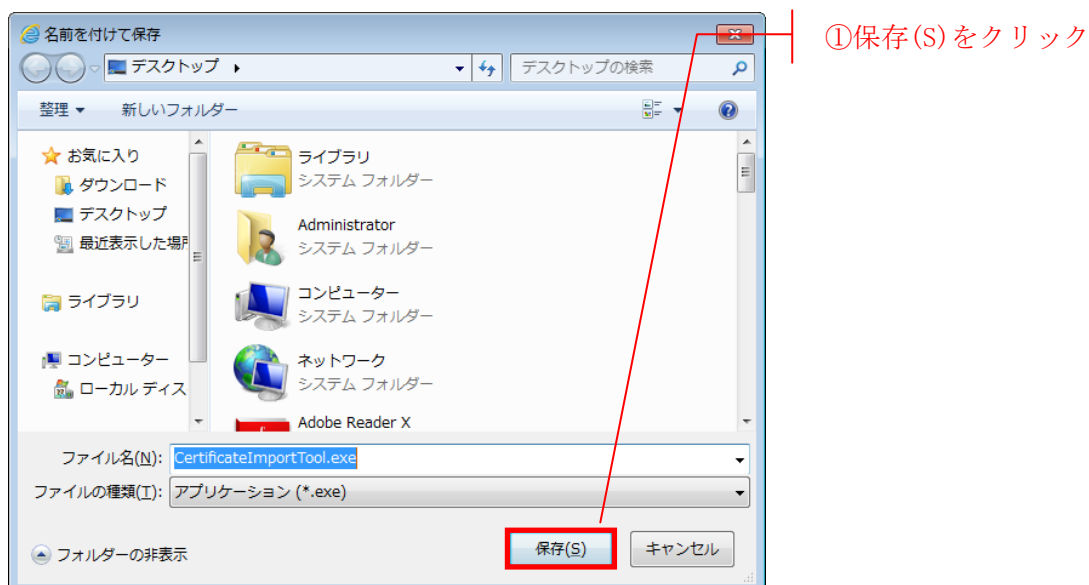 名前を付けて保存
①保存(S)をクリック
デスクトップ
デスクトップの検索
整理
新しいフォルダー
お気に入り
ダウンロード
デスクトップ
最近表示した場所
ライブラリ
コンピューター
ローカル ディス
ライブラリ
システム フォルダー
Administrator
システム フォルダー
コンピューター
システム フォルダー
ネットワーク
システム フォルダー
Adobe Reader X
ファイル名(N): CertificateImportTool.exe
ファイルの種類(T): アプリケーション (*.exe)
フォルダーの非表示
保存(S)
キャンセル